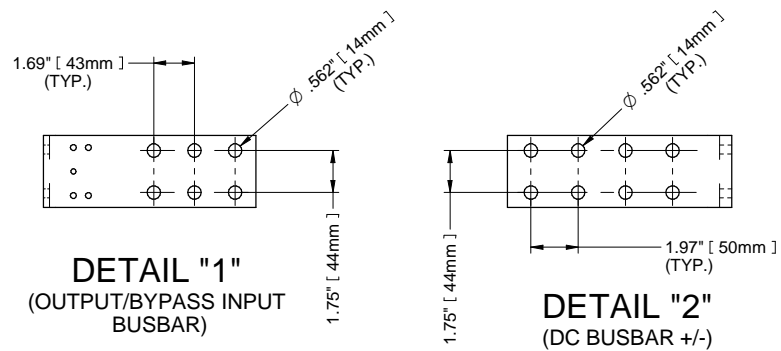 1.69" [ 43mm ]
(TYP.)
Ø .562" [ 14mm ]
(TYP.)
1.75" [ 44mm ]
DETAIL "1"
(OUTPUT/BYPASS INPUT
BUSBAR)
Ø .562" [ 14mm ]
(TYP.)
1.75" [ 44mm ]
1.97" [ 50mm ]
(TYP.)
DETAIL "2"
(DC BUSBAR +/-)